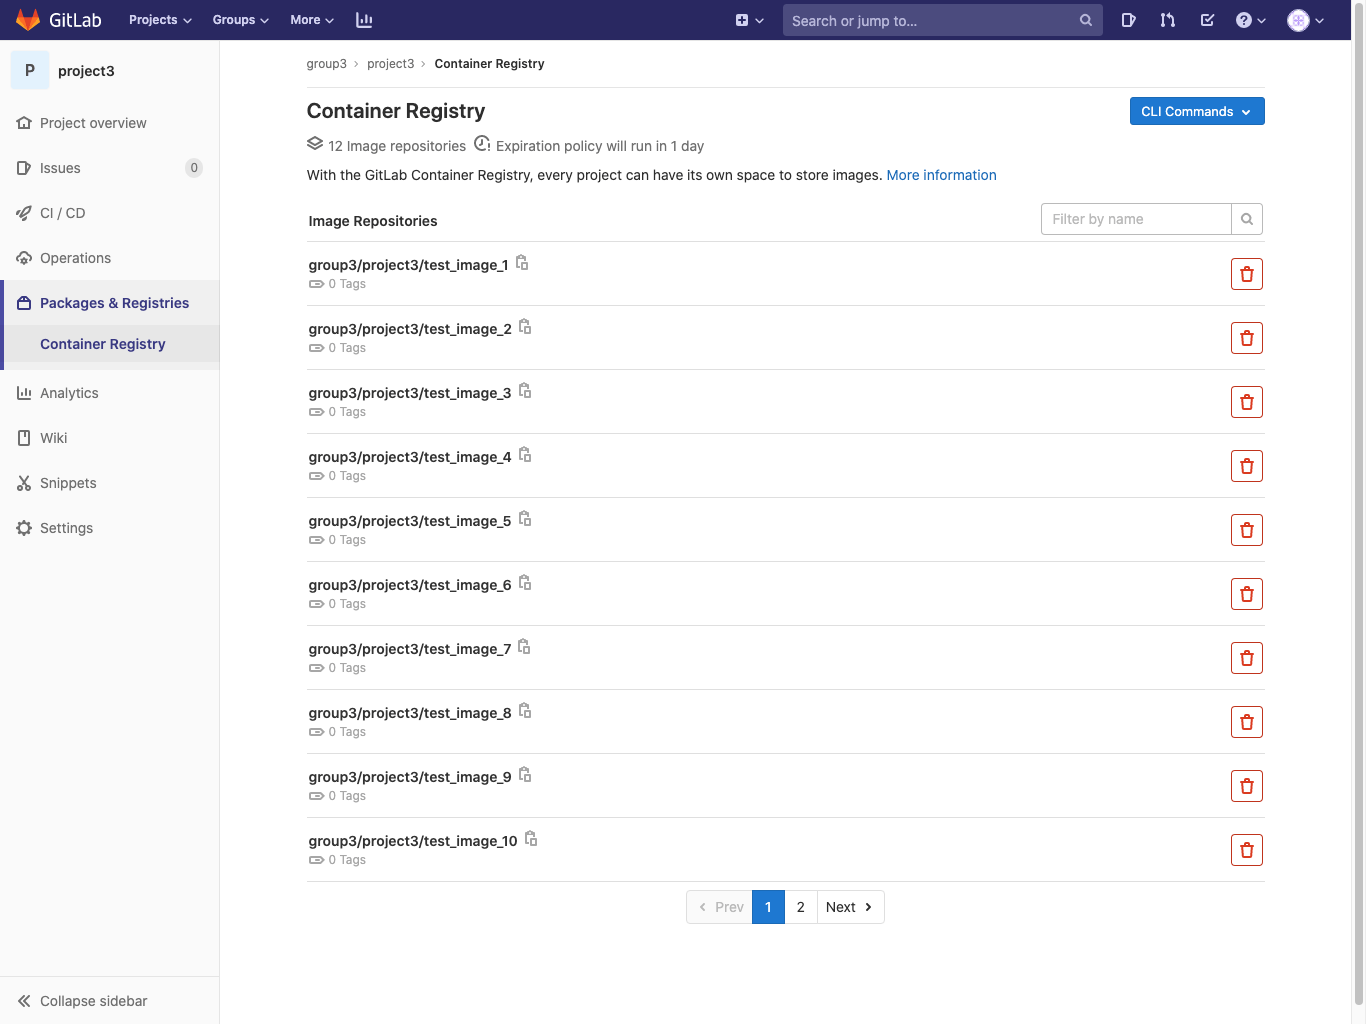 GitLab Projects Groups More Search or jump to...
P project3
Project overview
Issues 0
CI / CD
Operations
Packages & Registries
Container Registry
Analytics
Wiki
Snippets
Settings
Collapse sidebar
group3 › project3 › Container Registry
Container Registry CLI Commands
12 Image repositories Expiration policy will run in 1 day
With the GitLab Container Registry, every project can have its own space to store images. More information
Image Repositories Filter by name
group3/project3/test_image_1
0 Tags
group3/project3/test_image_2
0 Tags
group3/project3/test_image_3
0 Tags
group3/project3/test_image_4
0 Tags
group3/project3/test_image_5
0 Tags
group3/project3/test_image_6
0 Tags
group3/project3/test_image_7
0 Tags
group3/project3/test_image_8
0 Tags
group3/project3/test_image_9
0 Tags
group3/project3/test_image_10
0 Tags
‹ Prev 1 2 Next ›